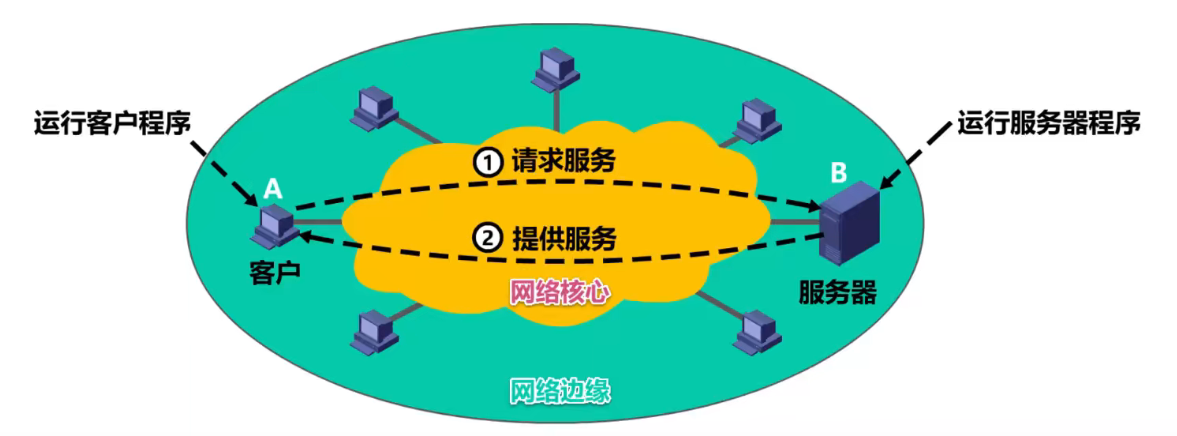 运行客户程序
运行服务器程序
① 请求服务
A
B
② 提供服务
客户
服务器
网络核心
网络边缘